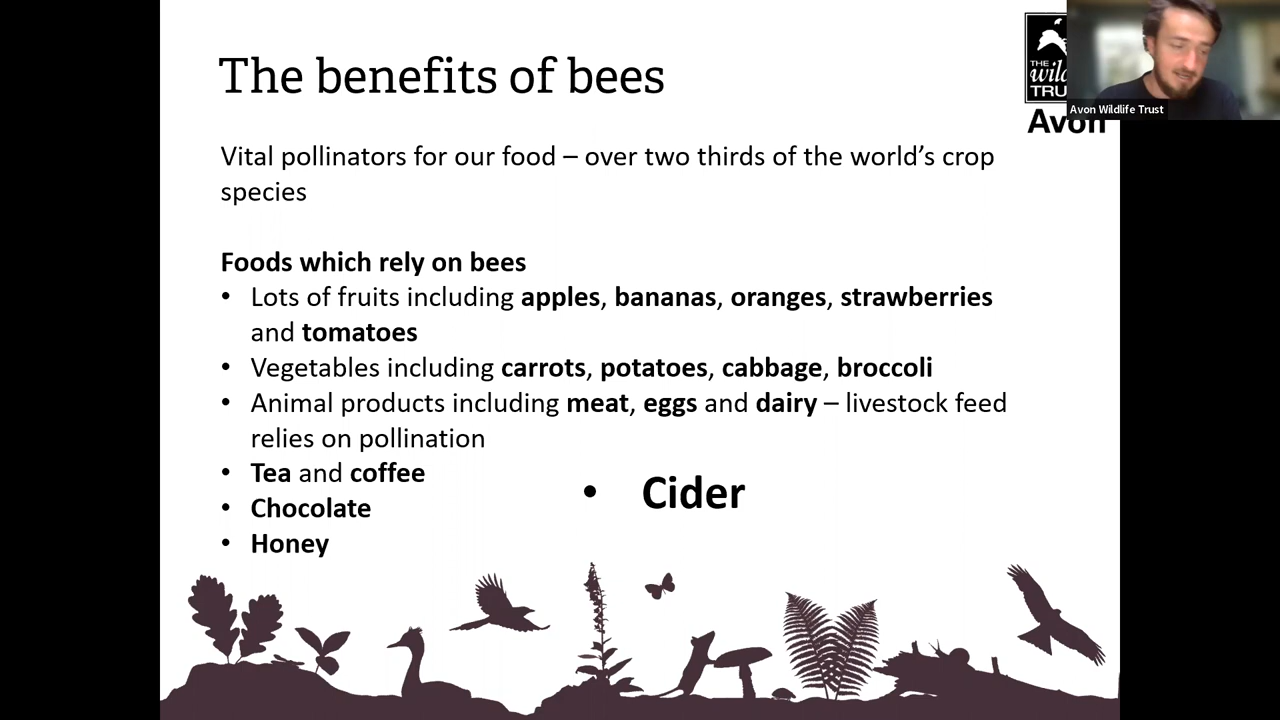 The benefits of bees
THE
wild
TRU
Avon
Avon Wildlife Trust
Vital pollinators for our food – over two thirds of the world’s crop
species
Foods which rely on bees
• Lots of fruits including apples, bananas, oranges, strawberries
and tomatoes
• Vegetables including carrots, potatoes, cabbage, broccoli
• Animal products including meat, eggs and dairy – livestock feed
relies on pollination
• Tea and coffee
• Cider
• Chocolate
• Honey